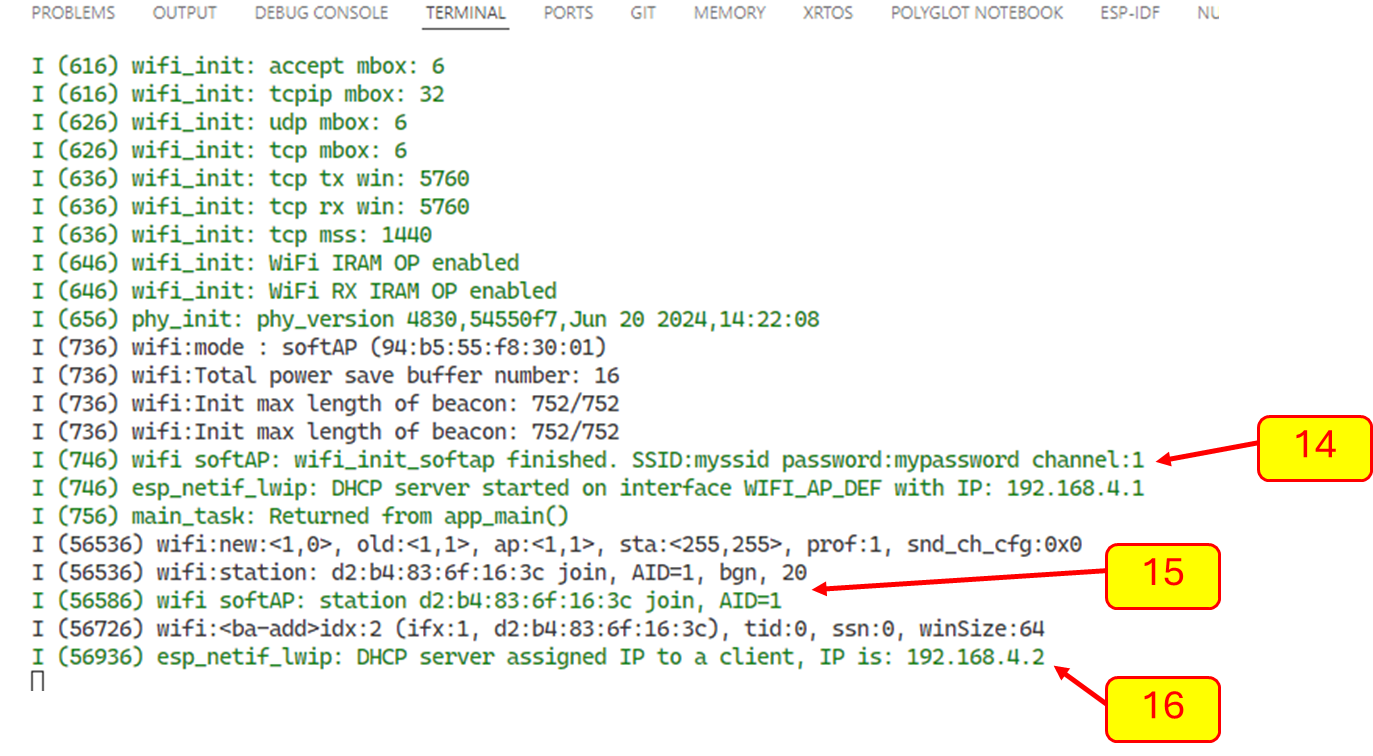 PROBLEMS OUTPUT DEBUG CONSOLE TERMINAL PORTS GIT MEMORY XRTOS POLYGLOT NOTEBOOK ESP-IDF NU
I (616) wifi_init: accept mbox: 6
I (616) wifi_init: tcpip mbox: 32
I (626) wifi_init: udp mbox: 6
I (626) wifi_init: tcp mbox: 6
I (636) wifi_init: tcp tx win: 5760
I (636) wifi_init: tcp rx win: 5760
I (636) wifi_init: tcp mss: 1440
I (646) wifi_init: WiFi IRAM OP enabled
I (646) wifi_init: WiFi RX IRAM OP enabled
I (656) phy_init: phy_version 4830,54550f7,Jun 20 2024,14:22:08
I (736) wifi:mode : softAP (94:b5:55:f8:30:01)
I (736) wifi:Total power save buffer number: 16
I (736) wifi:Init max length of beacon: 752/752
I (736) wifi:Init max length of beacon: 752/752
I (746) wifi softAP: wifi_init_softap finished. SSID:myssid password:mypassword channel:1
14
I (746) esp_netif_lwip: DHCP server started on interface WIFI_AP_DEF with IP: 192.168.4.1
I (756) main_task: Returned from app_main()
I (56536) wifi:new:<1,0>, old:<1,1>, ap:<1,1>, sta:<255,255>, prof:1, snd_ch_cfg:0x0
I (56536) wifi:station: d2:b4:83:6f:16:3c join, AID=1, bgn, 20
15
I (56586) wifi softAP: station d2:b4:83:6f:16:3c join, AID=1
I (56726) wifi:<ba-add>idx:2 (ifx:1, d2:b4:83:6f:16:3c), tid:0, ssn:0, winSize:64
I (56936) esp_netif_lwip: DHCP server assigned IP to a client, IP is: 192.168.4.2
16